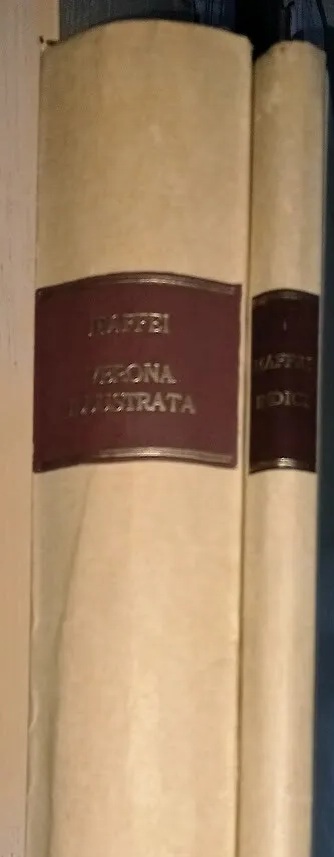 MAFFEI
VERONA
ILLUSTRATA
MAFFEI
INDICI